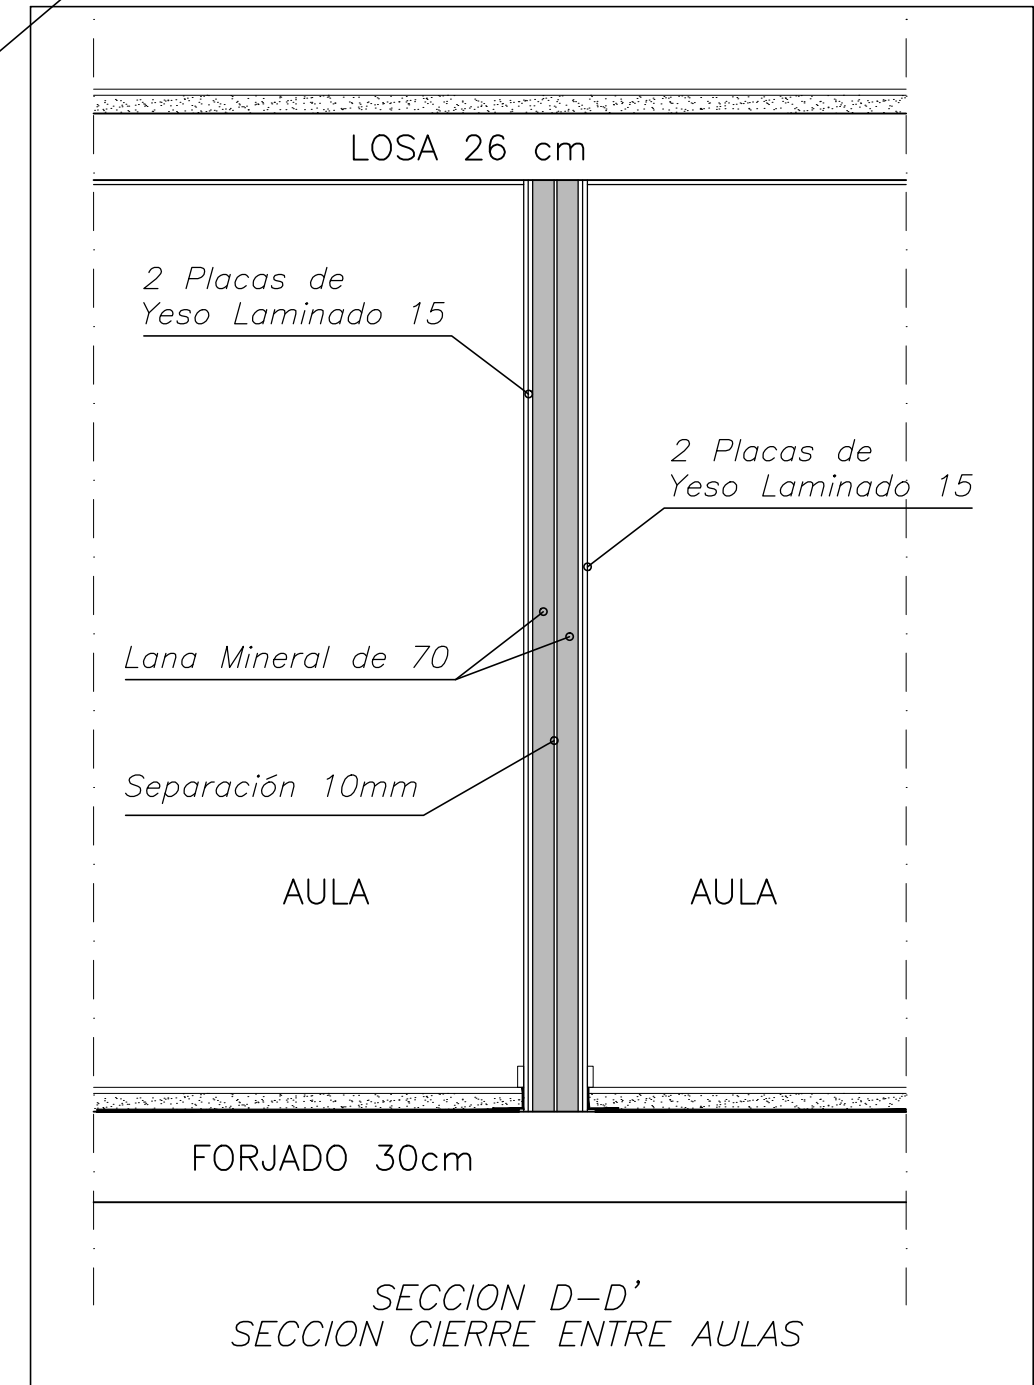 LOSA 26 cm
2 Placas de
Yeso Laminado 15
2 Placas de
Yeso Laminado 15
Lana Mineral de 70
Separación 10mm
AULA
AULA
FORJADO 30cm
SECCION D-D'
SECCION CIERRE ENTRE AULAS